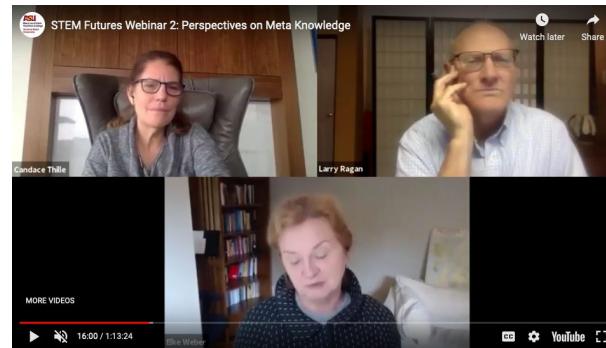 ASU
STEM Futures Webinar 2: Perspectives on Meta Knowledge
Watch later
Share
Candace Thille
Larry Ragan
MORE VIDEOS
16:00 / 1:13:24
Elke Weber
CC
YouTube